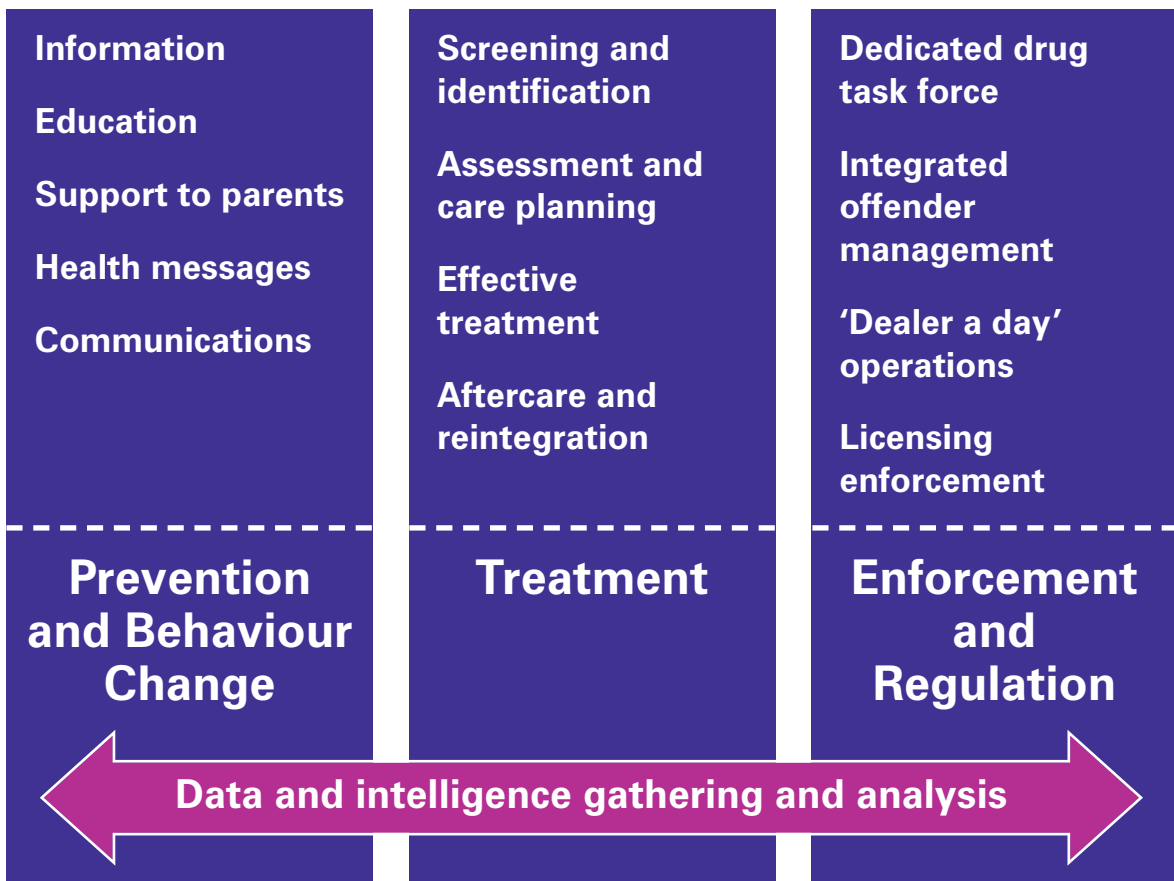 Information
Education
Support to parents
Health messages
Communications
Prevention
and Behaviour
Change
Screening and
identification
Assessment and
care planning
Effective
treatment
Aftercare and
reintegration
Treatment
Dedicated drug
task force
Integrated
offender
management
‘Dealer a day’
operations
Licensing
enforcement
Enforcement
and
Regulation
Data and intelligence gathering and analysis